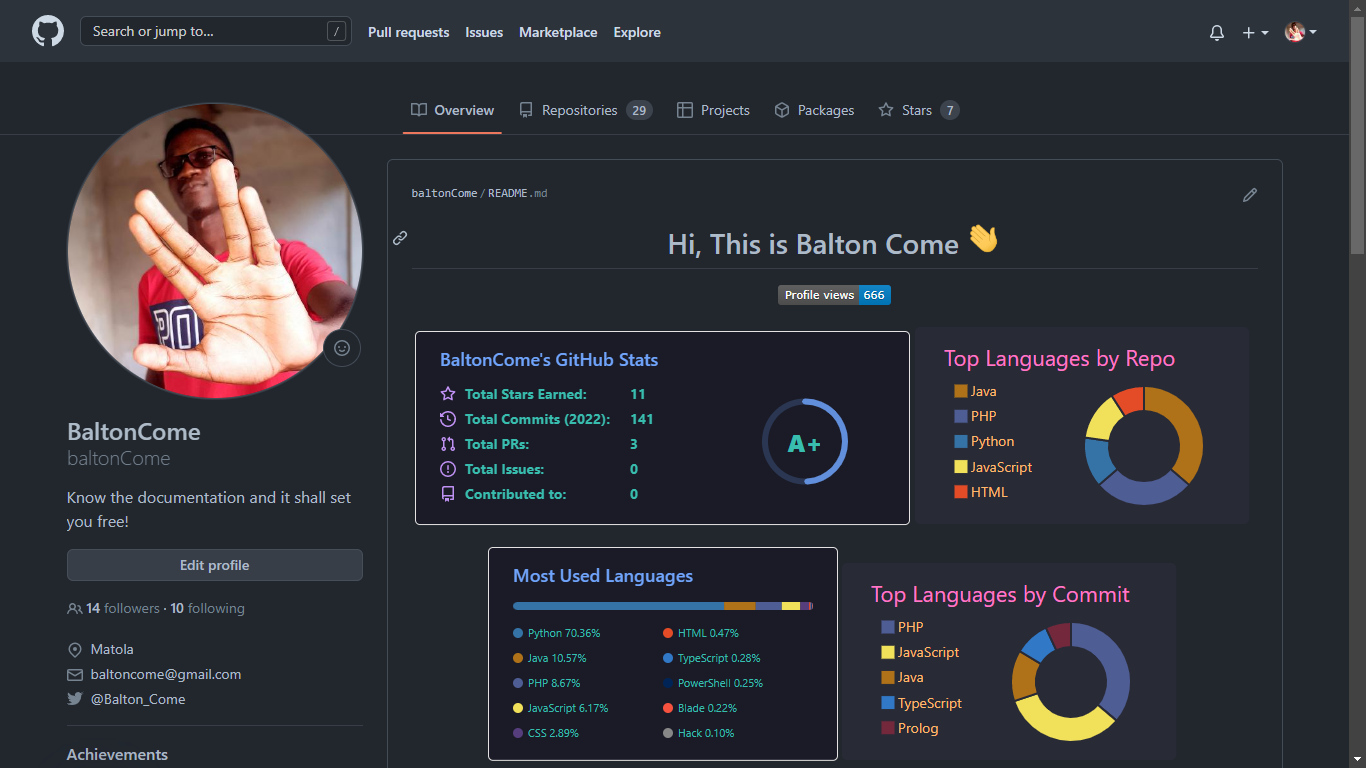 Search or jump to...
/
Pull requests
Issues
Marketplace
Explore
Overview
Repositories 29
Projects
Packages
Stars 7
BaltonCome
baltonCome
Know the documentation and it shall set
you free!
Edit profile
14 followers · 10 following
Matola
baltoncome@gmail.com
@Balton_Come
Achievements
baltonCome/README.md
Hi, This is Balton Come 👋
Profile views 666
BaltonCome's GitHub Stats
Total Stars Earned: 11
Total Commits (2022): 141
Total PRs: 3
Total Issues: 0
Contributed to: 0
A+
Top Languages by Repo
Java
PHP
Python
JavaScript
HTML
Most Used Languages
Python 70.36%
Java 10.57%
PHP 8.67%
JavaScript 6.17%
CSS 2.89%
HTML 0.47%
TypeScript 0.28%
PowerShell 0.25%
Blade 0.22%
Hack 0.10%
Top Languages by Commit
PHP
JavaScript
Java
TypeScript
Prolog